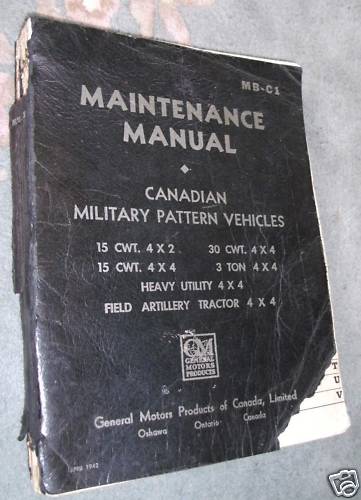 MB-C1
MAINTENANCE
MANUAL
CANADIAN
MILITARY PATTERN VEHICLES
15 CWT. 4 X 2 30 CWT. 4 X 4
15 CWT. 4 X 4 3 TON 4 X 4
HEAVY UTILITY 4 X 4
FIELD ARTILLERY TRACTOR 4 X 4
GM
GENERAL
MOTORS
PRODUCTS
General Motors Products of Canada, Limited
Oshawa Ontario Canada
1942
T
U
V